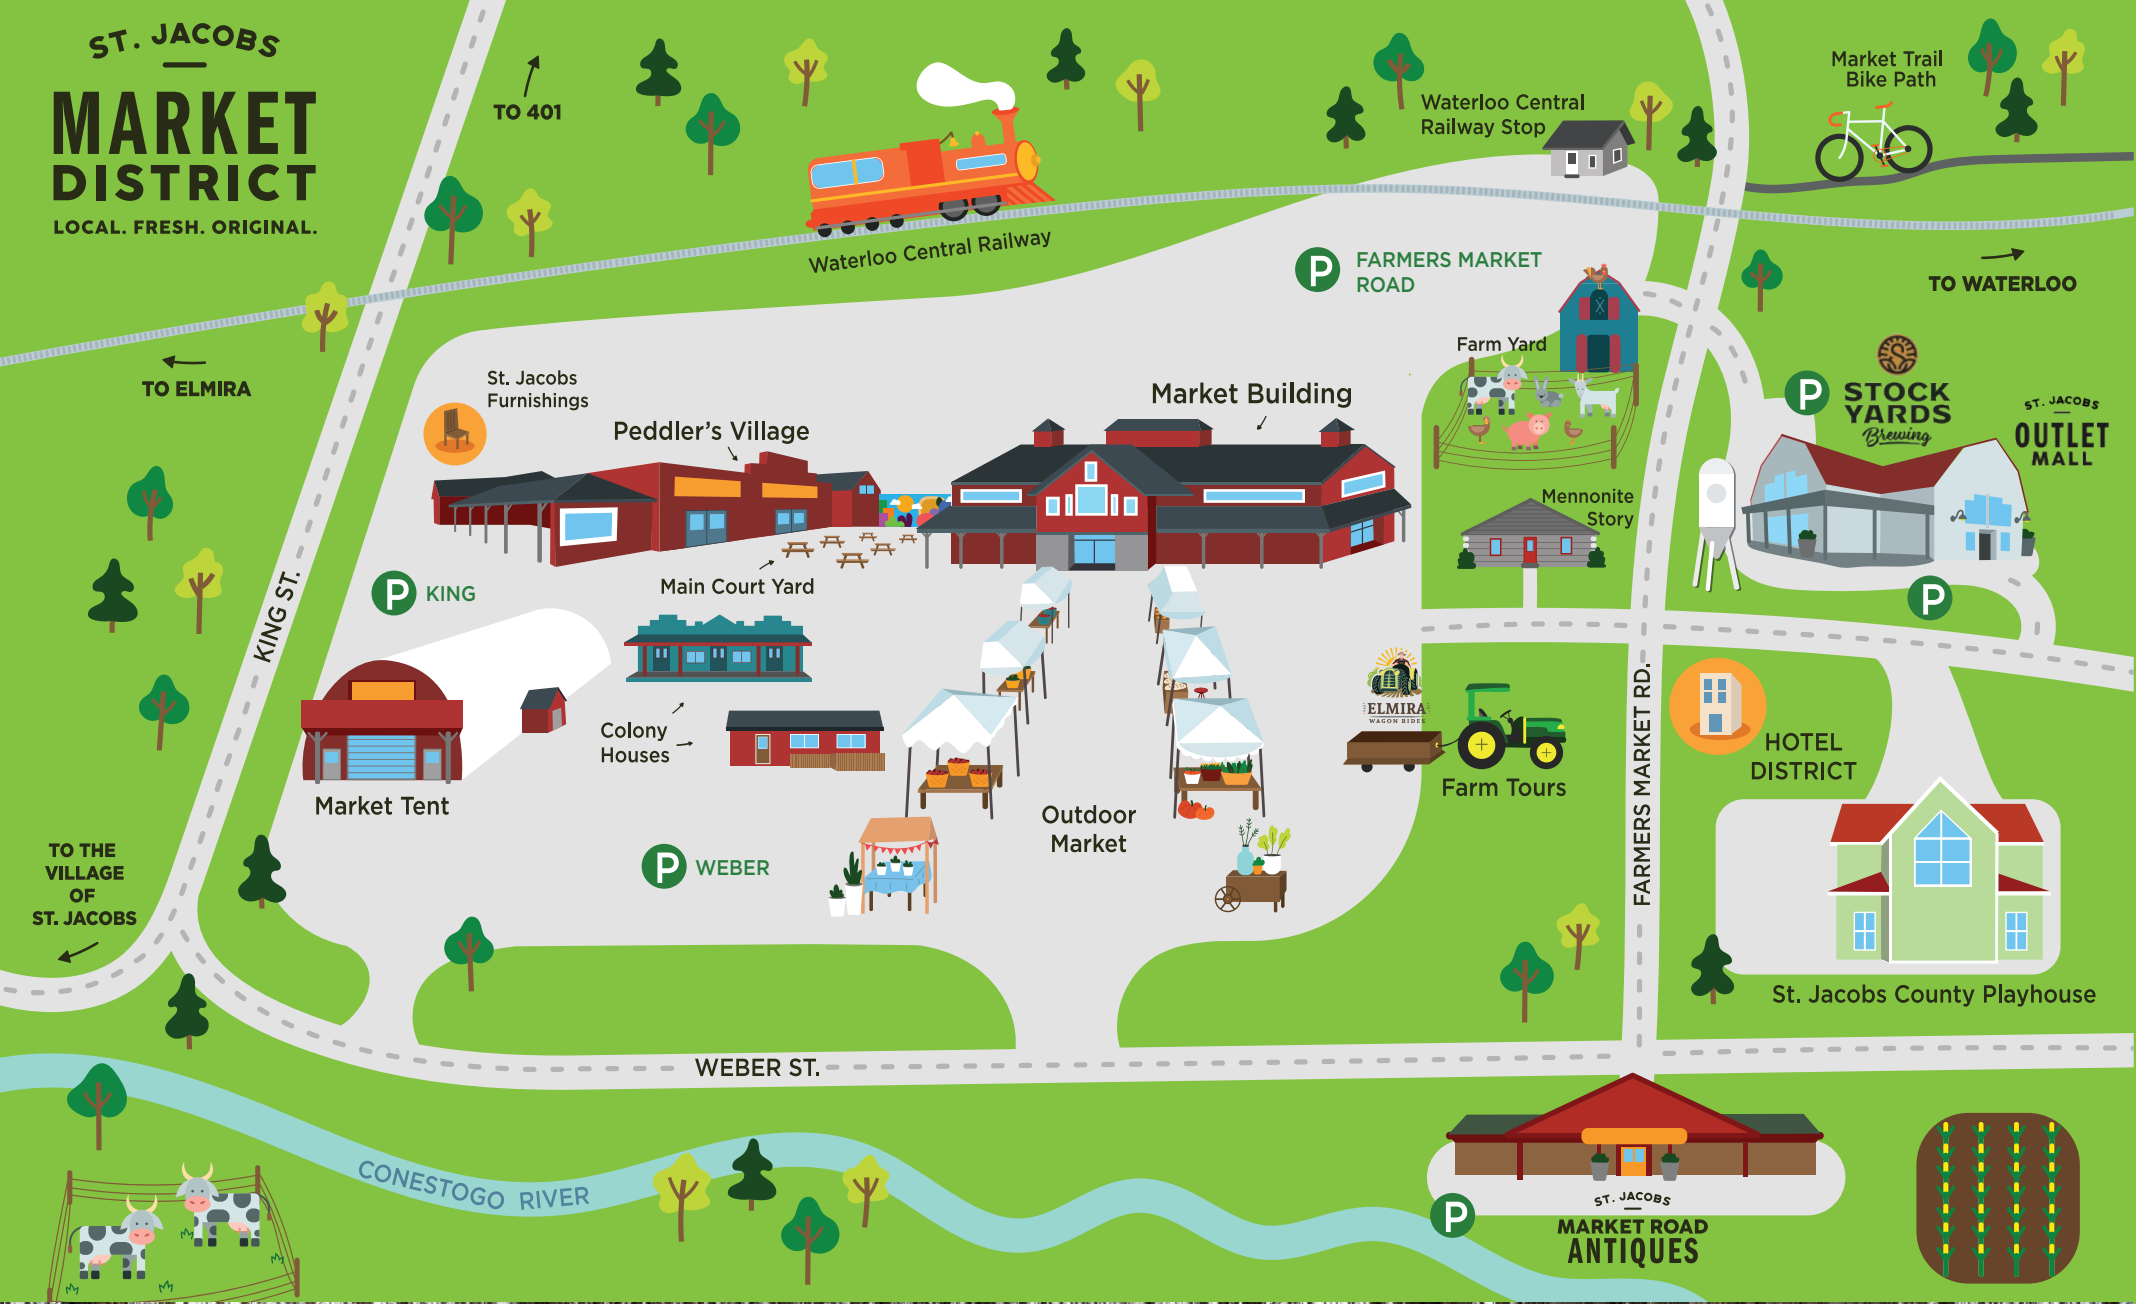 ST. JACOBS
MARKET
DISTRICT
LOCAL. FRESH. ORIGINAL.
TO 401
Waterloo Central Railway
Waterloo Central
Railway Stop
Market Trail
Bike Path
TO WATERLOO
TO ELMIRA
P FARMERS MARKET
ROAD
Farm Yard
St. Jacobs
Furnishings
Peddler's Village
Market Building
P
STOCK
YARDS
Brewing
ST. JACOBS
OUTLET
MALL
Mennonite
Story
Main Court Yard
P KING
KING ST.
P
Colony
Houses
Market Tent
ELMIRA
WAGON RIDES
Farm Tours
FARMERS MARKET RD.
HOTEL
DISTRICT
Outdoor
Market
P WEBER
TO THE
VILLAGE
OF
ST. JACOBS
St. Jacobs County Playhouse
WEBER ST.
CONESTOGO RIVER
P
ST. JACOBS
MARKET ROAD
ANTIQUES